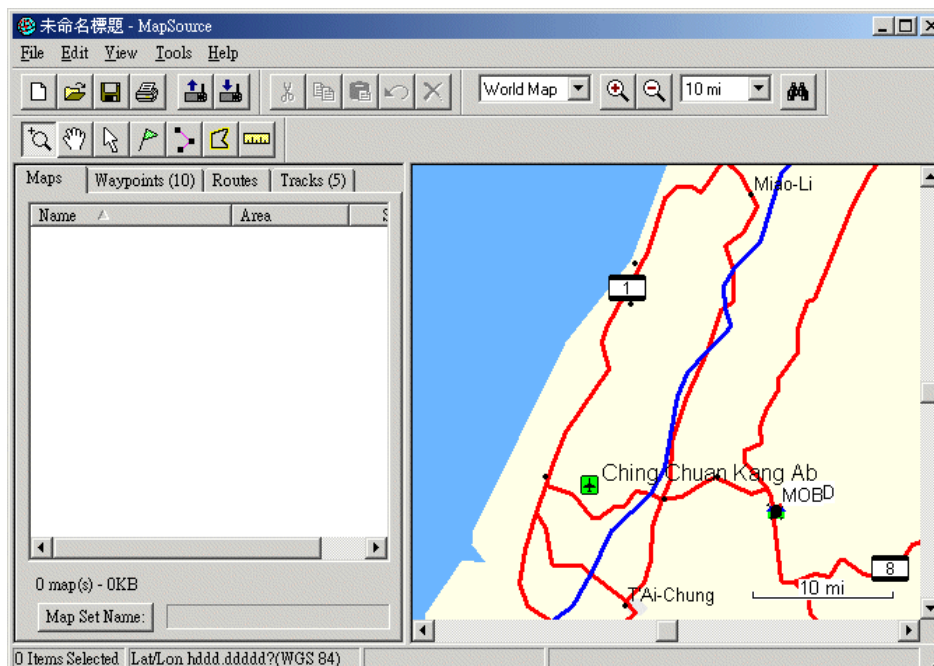 未命名標題 - MapSource
File Edit View Tools Help
World Map 10 mi
Maps Waypoints (10) Routes Tracks (5)
Name Area S
Miao-Li
1
Ching Chuan Kang Ab
MOB
8
10 mi
T'Ai-Chung
0 map(s) - 0KB
Map Set Name:
0 Items Selected Lat/Lon hddd.ddddd?(WGS 84)